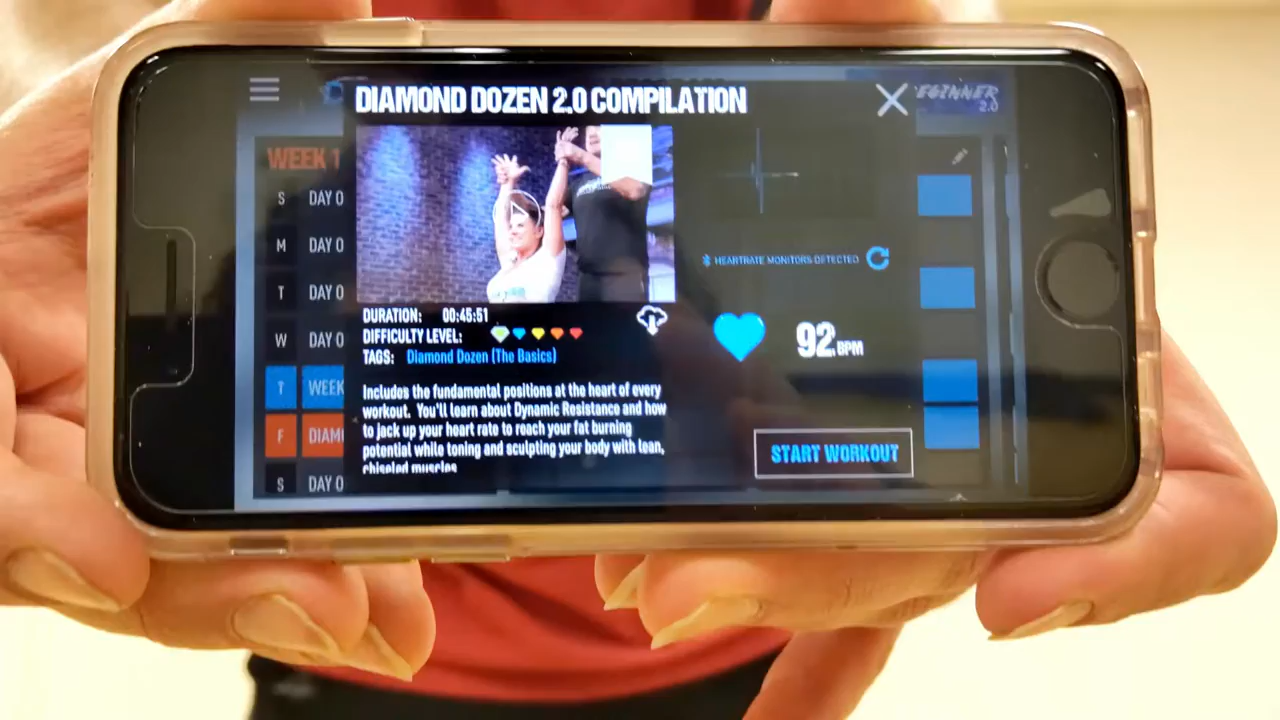 DIAMOND DOZEN 2.0 COMPILATION
EGINNER
2.0
WEEK 1
S DAY 0
M DAY 0
T DAY 0
W DAY 0
T WEEK
F DIAM
S DAY 0
DURATION: 00:45:51
DIFFICULTY LEVEL:
TAGS: Diamond Dozen (The Basics)
Includes the fundamental positions at the heart of every
workout. You'll learn about Dynamic Resistance and how
to jack up your heart rate to reach your fat burning
potential while toning and sculpting your body with lean,
chiseled muscles
HEARTRATE MONITORS DETECTED
92 BPM
START WORKOUT